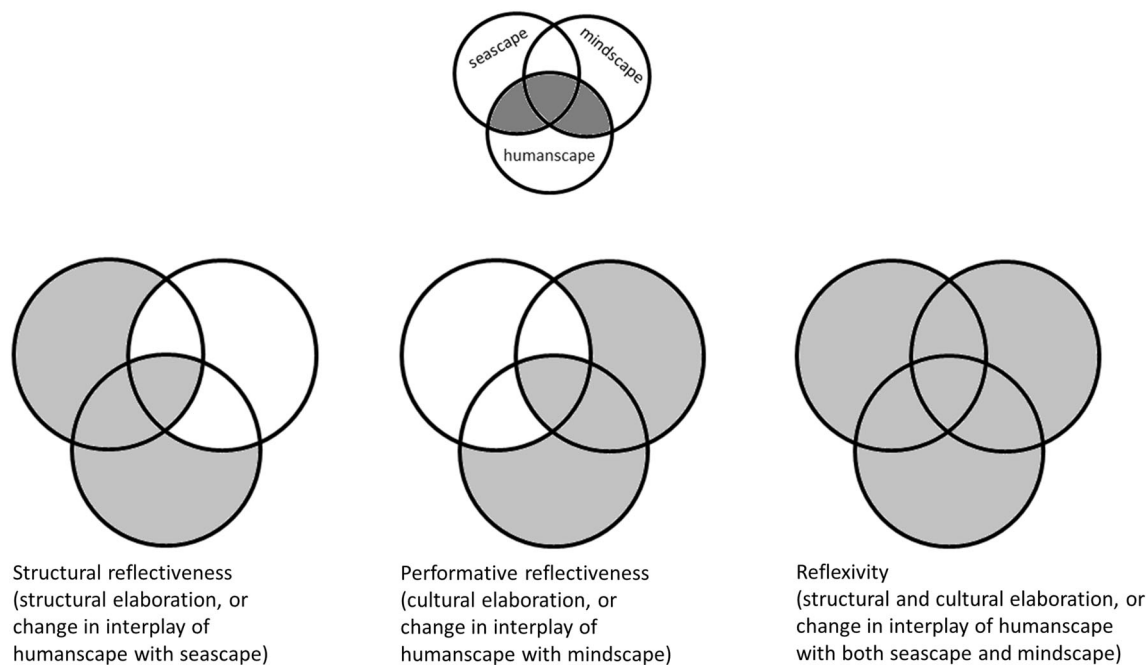 seascape
mindscape
humanscape
Structural reflectiveness
(structural elaboration, or
change in interplay of
humanscape with seascape)
Performative reflectiveness
(cultural elaboration, or
change in interplay of
humanscape with mindscape)
Reflexivity
(structural and cultural elaboration, or
change in interplay of humanscape
with both seascape and mindscape)